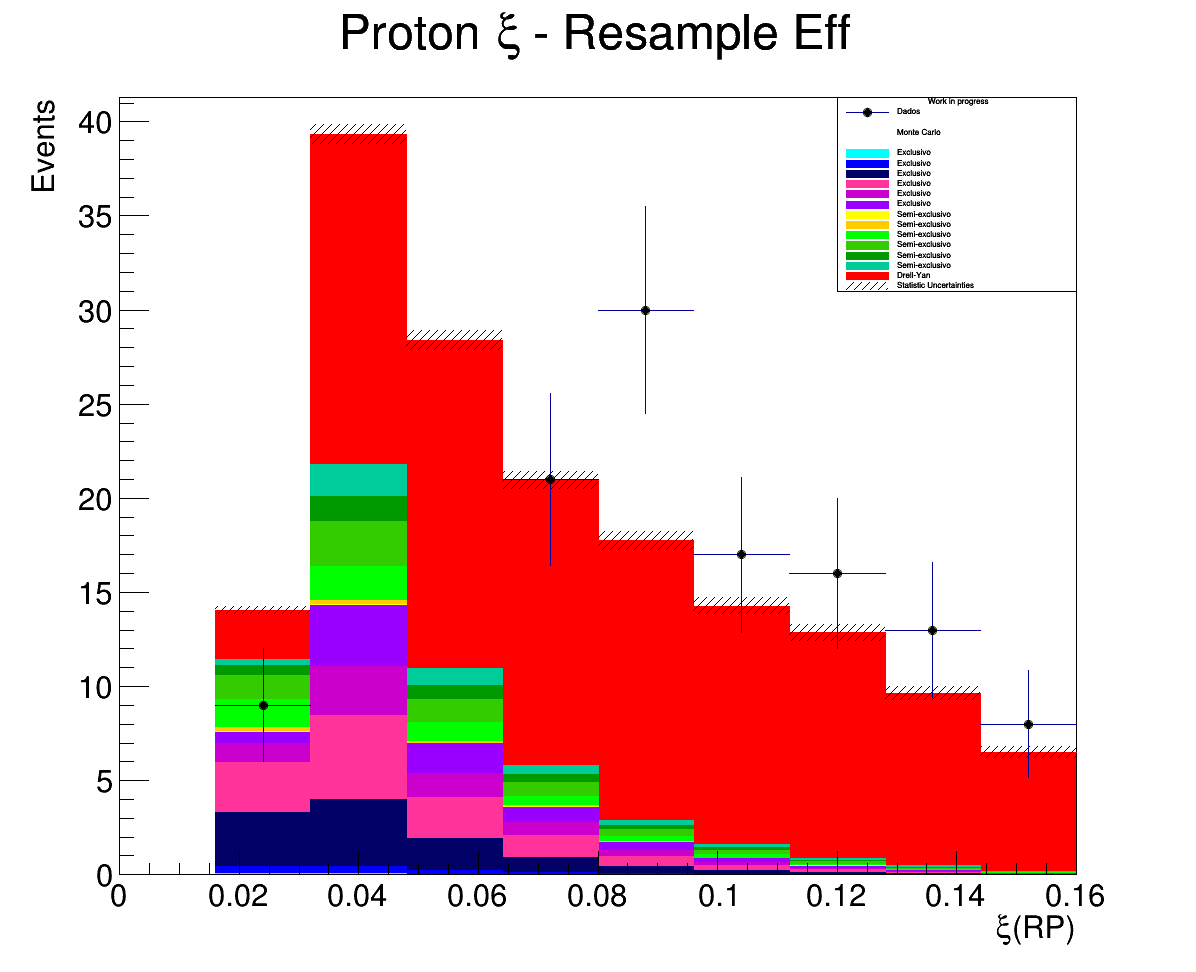 Proton ξ - Resample Eff
Events
Work in progress
Dados
Monte Carlo
Exclusivo
Exclusivo
Exclusivo
Exclusivo
Exclusivo
Exclusivo
Semi-exclusivo
Semi-exclusivo
Semi-exclusivo
Semi-exclusivo
Semi-exclusivo
Semi-exclusivo
Drell-Yan
Statistic Uncertainties
40
35
30
25
20
15
10
5
0
0 0.02 0.04 0.06 0.08 0.1 0.12 0.14 0.16
ξ(RP)